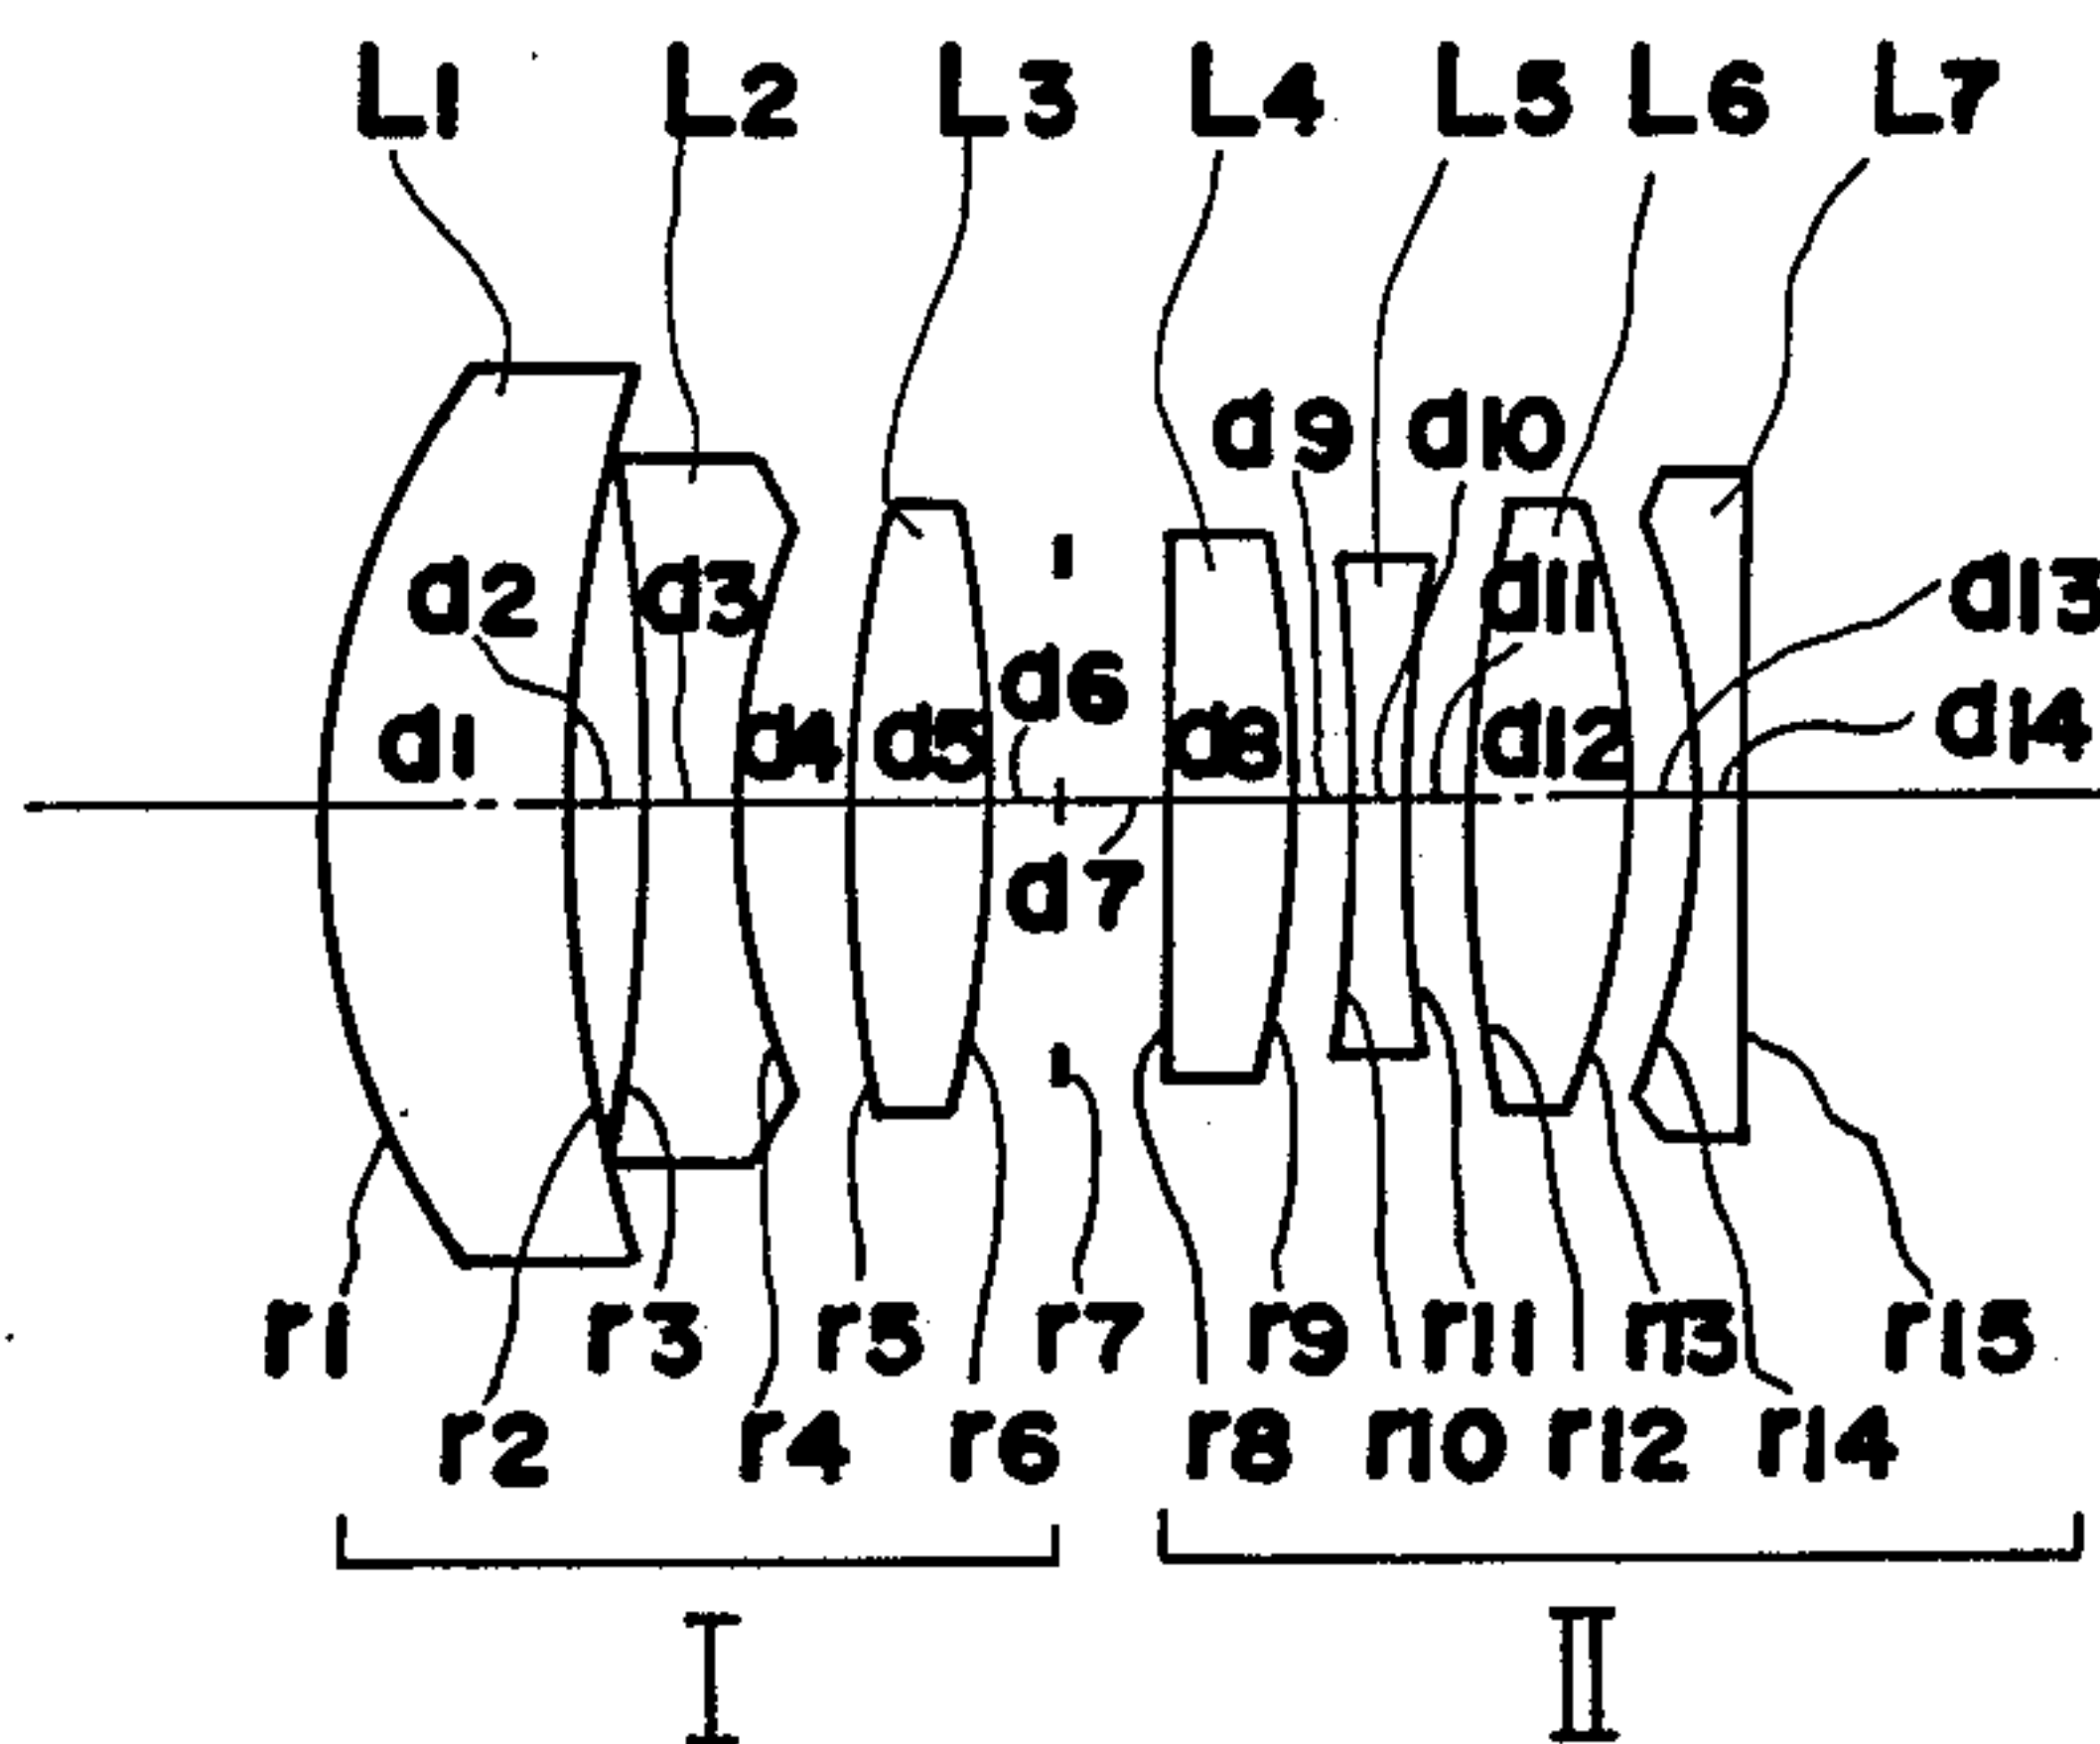 L1 L2 L3 L4 L5 L6 L7
d9 d10
d2 d3 d11 d13
d6
d1 d4 d5 d8 d12 d14
d7
r1 r3 r5 r7 r9 r11 r13 r15
r2 r4 r6 r8 r10 r12 r14
I II